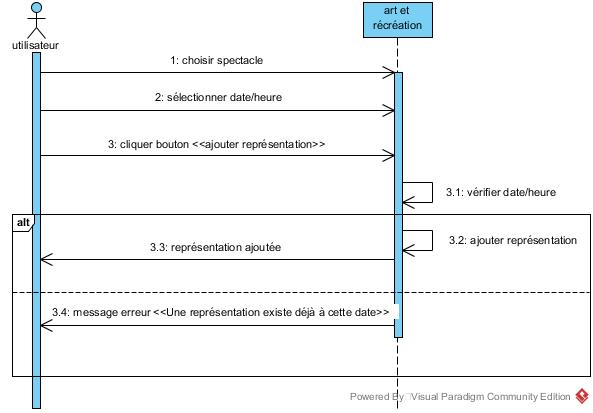 art et
récréation
utilisateur
1: choisir spectacle
2: sélectionner date/heure
3: cliquer bouton <<ajouter représentation>>
3.1: vérifier date/heure
alt
3.2: ajouter représentation
3.3: représentation ajoutée
3.4: message erreur <<Une représentation existe déjà à cette date>>
Powered By Visual Paradigm Community Edition